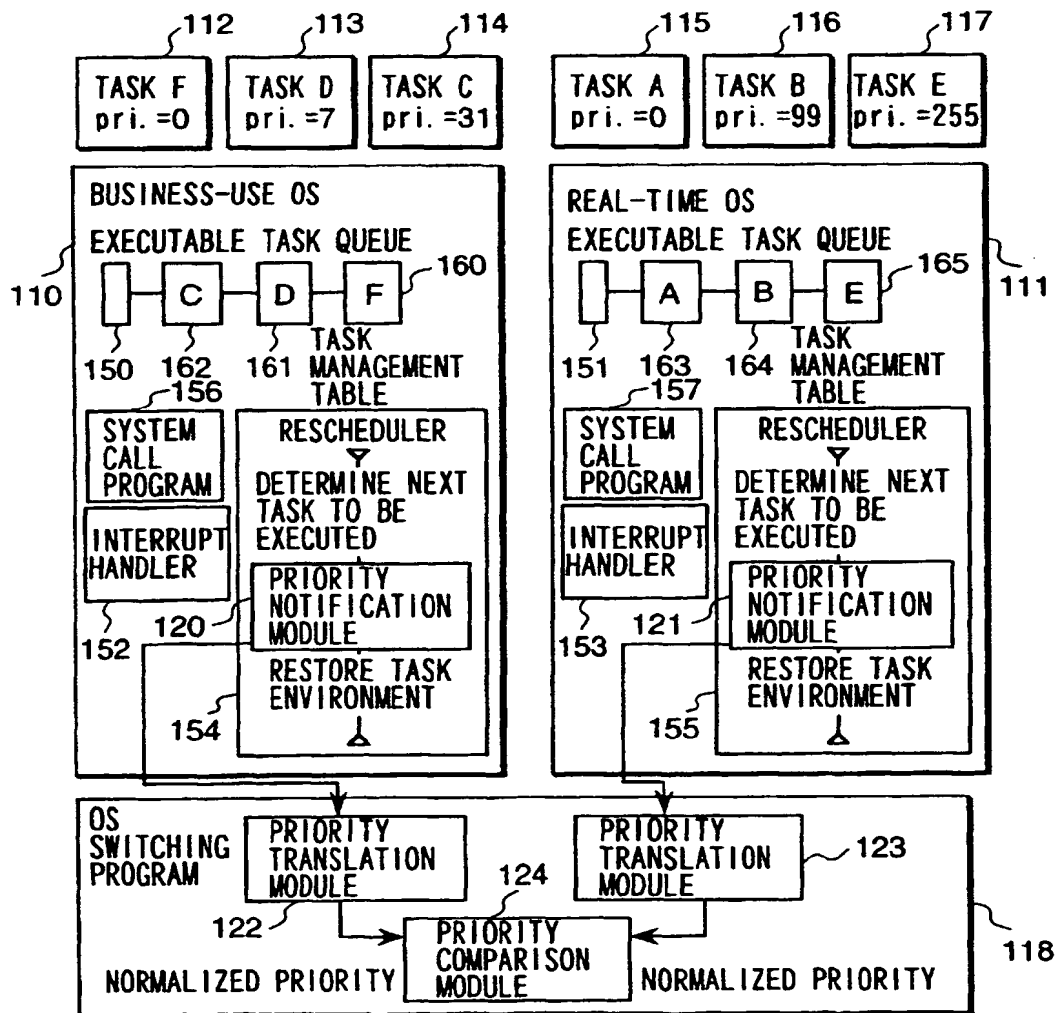 112
113
114
115
116
117
TASK F
pri. =0
TASK D
pri. =7
TASK C
pri. =31
TASK A
pri. =0
TASK B
pri. =99
TASK E
pri. =255
BUSINESS-USE OS
EXECUTABLE TASK QUEUE
110
C
D
F
160
150
162
161
TASK
MANAGEMENT
TABLE
156
SYSTEM
CALL
PROGRAM
INTERRUPT
HANDLER
152
RESCHEDULER
DETERMINE NEXT
TASK TO BE
EXECUTED
PRIORITY
NOTIFICATION
MODULE
120
RESTORE TASK
ENVIRONMENT
154
REAL-TIME OS
EXECUTABLE TASK QUEUE
111
A
B
E
165
151
163
164
TASK
MANAGEMENT
TABLE
157
SYSTEM
CALL
PROGRAM
INTERRUPT
HANDLER
153
RESCHEDULER
DETERMINE NEXT
TASK TO BE
EXECUTED
PRIORITY
NOTIFICATION
MODULE
121
RESTORE TASK
ENVIRONMENT
155
OS
SWITCHING
PROGRAM
PRIORITY
TRANSLATION
MODULE
122
PRIORITY
TRANSLATION
MODULE
123
124
PRIORITY
COMPARISON
MODULE
NORMALIZED PRIORITY
NORMALIZED PRIORITY
118